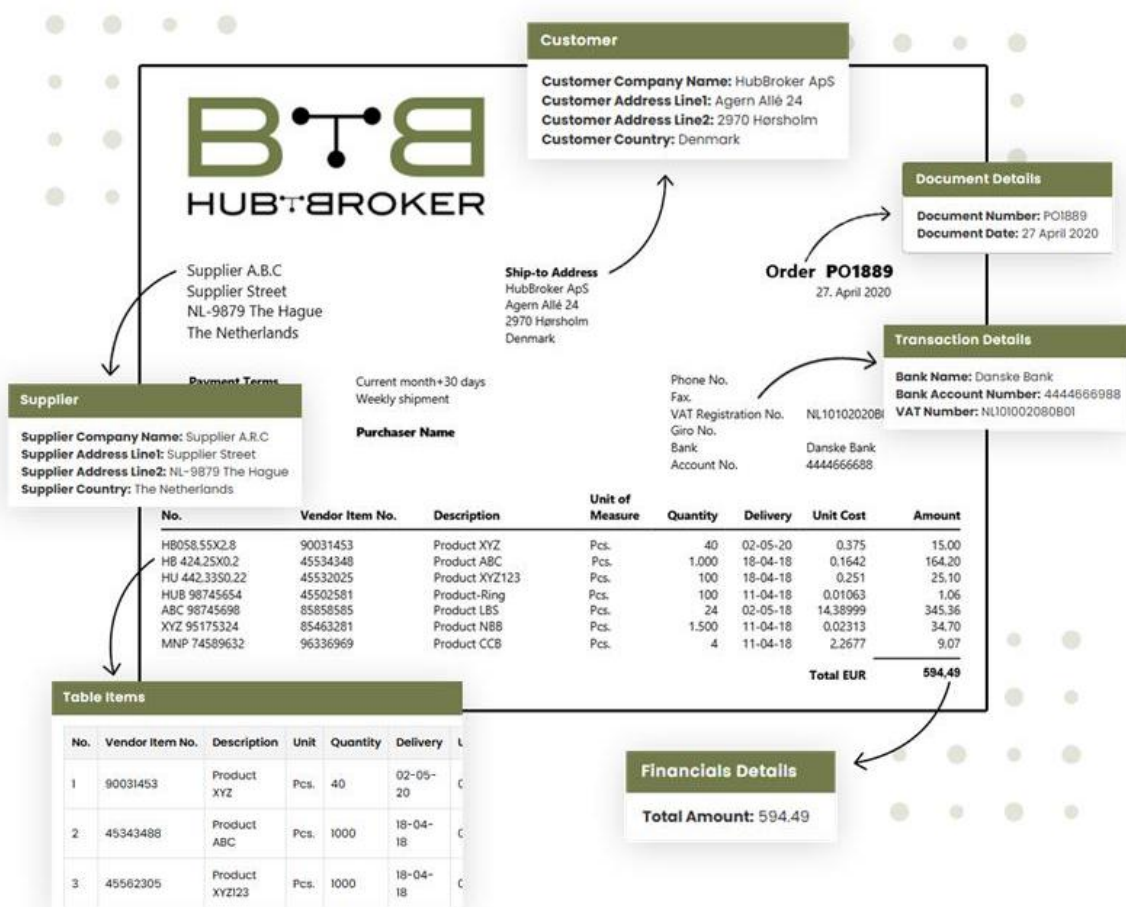 Customer
Customer Company Name: HubBroker ApS
Customer Address Line1: Agern Allé 24
Customer Address Line2: 2970 Hørsholm
Customer Country: Denmark
HUBBROKER
Document Details
Document Number: PO1889
Document Date: 27 April 2020
Supplier A.B.C
Supplier Street
NL-9879 The Hague
The Netherlands
Ship-to Address
HubBroker ApS
Agern Allé 24
2970 Hørsholm
Denmark
Order PO1889
27. April 2020
Transaction Details
Bank Name: Danske Bank
Bank Account Number: 4444666988
VAT Number: NL101002080B01
Payment Terms Current month+30 days
Weekly shipment
Purchaser Name
Phone No.
Fax.
VAT Registration No. NL10102020B
Giro No.
Bank Danske Bank
Account No. 4444666688
Supplier
Supplier Company Name: Supplier A.R.C
Supplier Address Line1: Supplier Street
Supplier Address Line2: NL-9879 The Hague
Supplier Country: The Netherlands
No. Vendor Item No. Description Unit of Measure Quantity Delivery Unit Cost Amount
HB058,55X2,8 90031453 Product XYZ Pcs. 40 02-05-20 0.375 15.00
HB 424,25X0.2 45534348 Product ABC Pcs. 1.000 18-04-18 0.1642 164.20
HU 442,33S0.22 45532025 Product XYZ123 Pcs. 100 18-04-18 0.251 25.10
HUB 98745654 45502581 Product-Ring Pcs. 100 11-04-18 0.01063 1.06
ABC 98745698 85858585 Product LBS Pcs. 24 02-05-18 14,38999 345,36
XYZ 95175324 85463281 Product NBB Pcs. 1.500 11-04-18 0.02313 34.70
MNP 74589632 96336969 Product CCB Pcs. 4 11-04-18 2.2677 9.07
Total EUR 594,49
Table Items
No. Vendor Item No. Description Unit Quantity Delivery
1 90031453 Product XYZ Pcs. 40 02-05-20
2 45343488 Product ABC Pcs. 1000 18-04-18
3 45562305 Product XYZ123 Pcs. 1000 18-04-18
Financials Details
Total Amount: 594.49